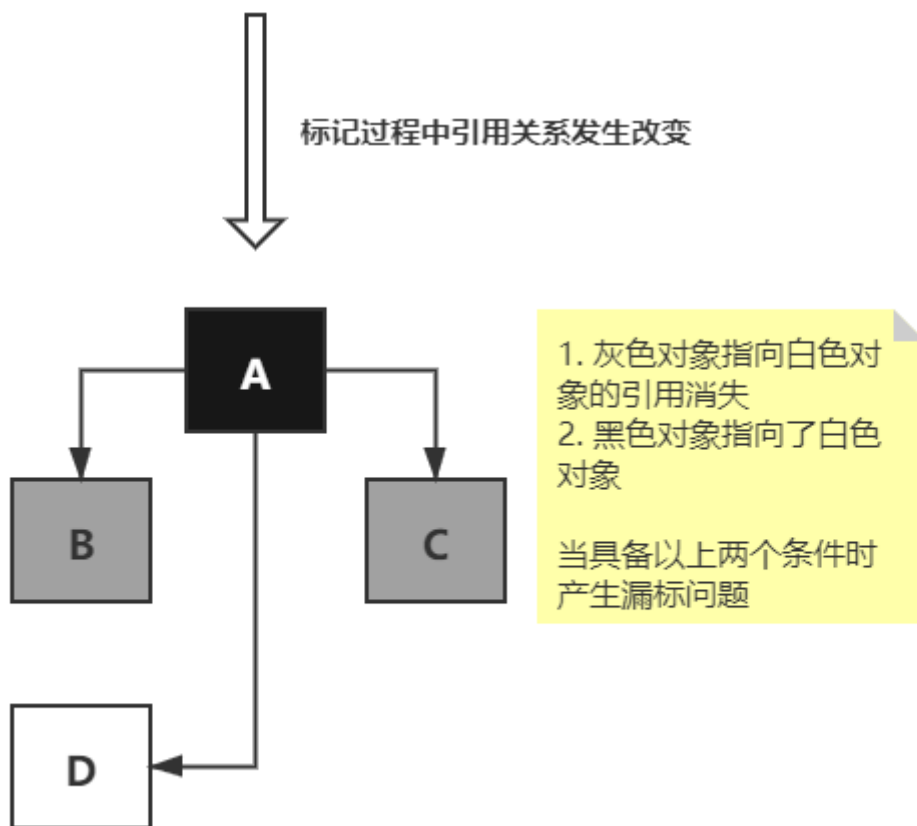 标记过程中引用关系发生改变
A
1. 灰色对象指向白色对
象的引用消失
2. 黑色对象指向了白色
对象
当具备以上两个条件时
产生漏标问题
B
C
D